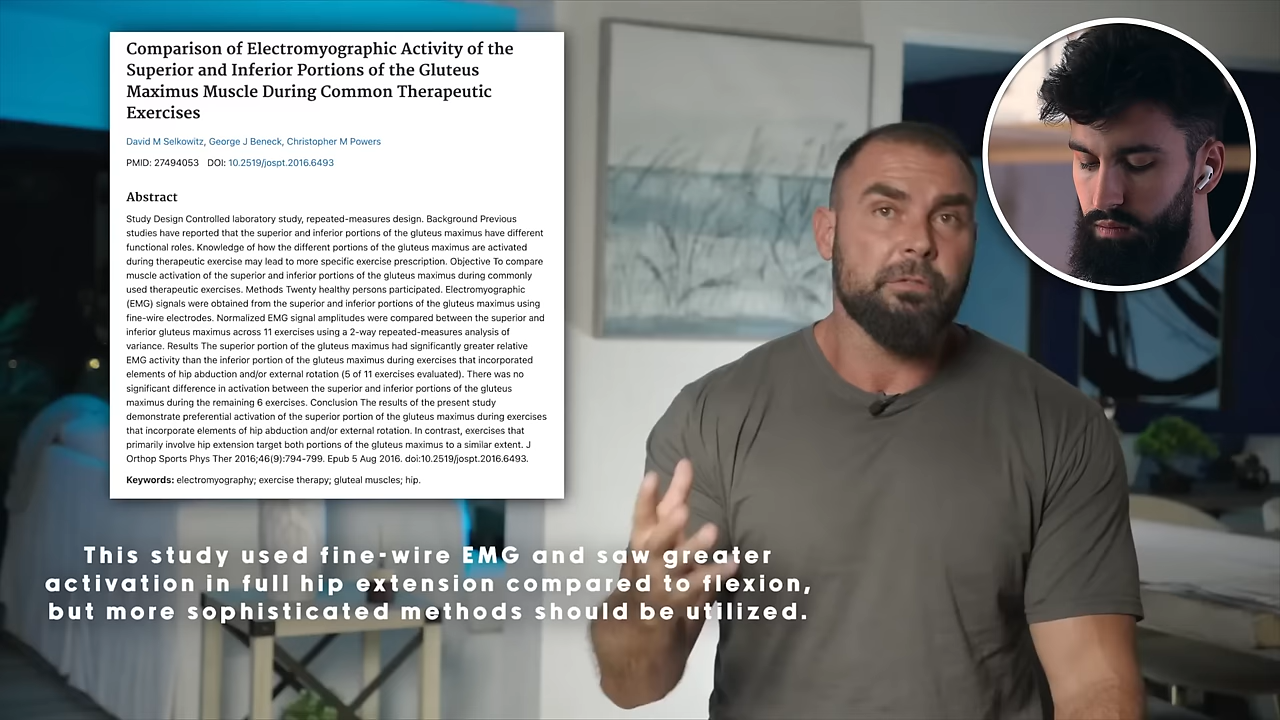 Comparison of Electromyographic Activity of the
Superior and Inferior Portions of the Gluteus
Maximus Muscle During Common Therapeutic
Exercises
David M Selkowitz, George J Beneck, Christopher M Powers
PMID: 27494053 DOI: 10.2519/jospt.2016.6493
Abstract
Study Design Controlled laboratory study, repeated-measures design. Background Previous
studies have reported that the superior and inferior portions of the gluteus maximus have different
functional roles. Knowledge of how the different portions of the gluteus maximus are activated
during therapeutic exercise may lead to more specific exercise prescription. Objective To compare
muscle activation of the superior and inferior portions of the gluteus maximus during commonly
used therapeutic exercises. Methods Twenty healthy persons participated. Electromyographic
(EMG) signals were obtained from the superior and inferior portions of the gluteus maximus using
fine-wire electrodes. Normalized EMG signal amplitudes were compared between the superior and
inferior gluteus maximus across 11 exercises using a 2-way repeated-measures analysis of
variance. Results The superior portion of the gluteus maximus had significantly greater relative
EMG activity than the inferior portion of the gluteus maximus during exercises that incorporated
elements of hip abduction and/or external rotation (5 of 11 exercises evaluated). There was no
significant difference in activation between the superior and inferior portions of the gluteus
maximus during the remaining 6 exercises. Conclusion The results of the present study
demonstrate preferential activation of the superior portion of the gluteus maximus during exercises
that incorporate elements of hip abduction and/or external rotation. In contrast, exercises that
primarily involve hip extension target both portions of the gluteus maximus to a similar extent. J
Orthop Sports Phys Ther 2016;46(9):794-799. Epub 5 Aug 2016. doi:10.2519/jospt.2016.6493.
Keywords: electromyography; exercise therapy; gluteal muscles; hip.
This study used fine-wire EMG and saw greater
activation in full hip extension compared to flexion,
but more sophisticated methods should be utilized.